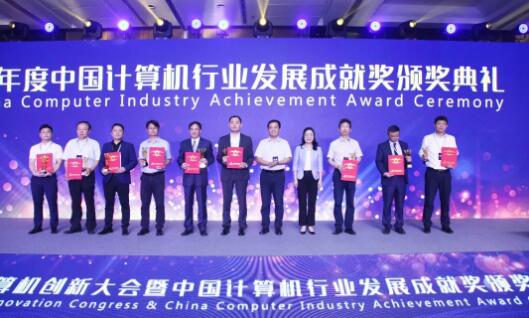 年度中国计算机行业发展成就奖颁奖典礼
na Computer Industry Achievement Award Ceremony
算机创新大会暨中国计算机行业发展成就奖颁奖
novation Congress & China Computer Industry Achievement Award